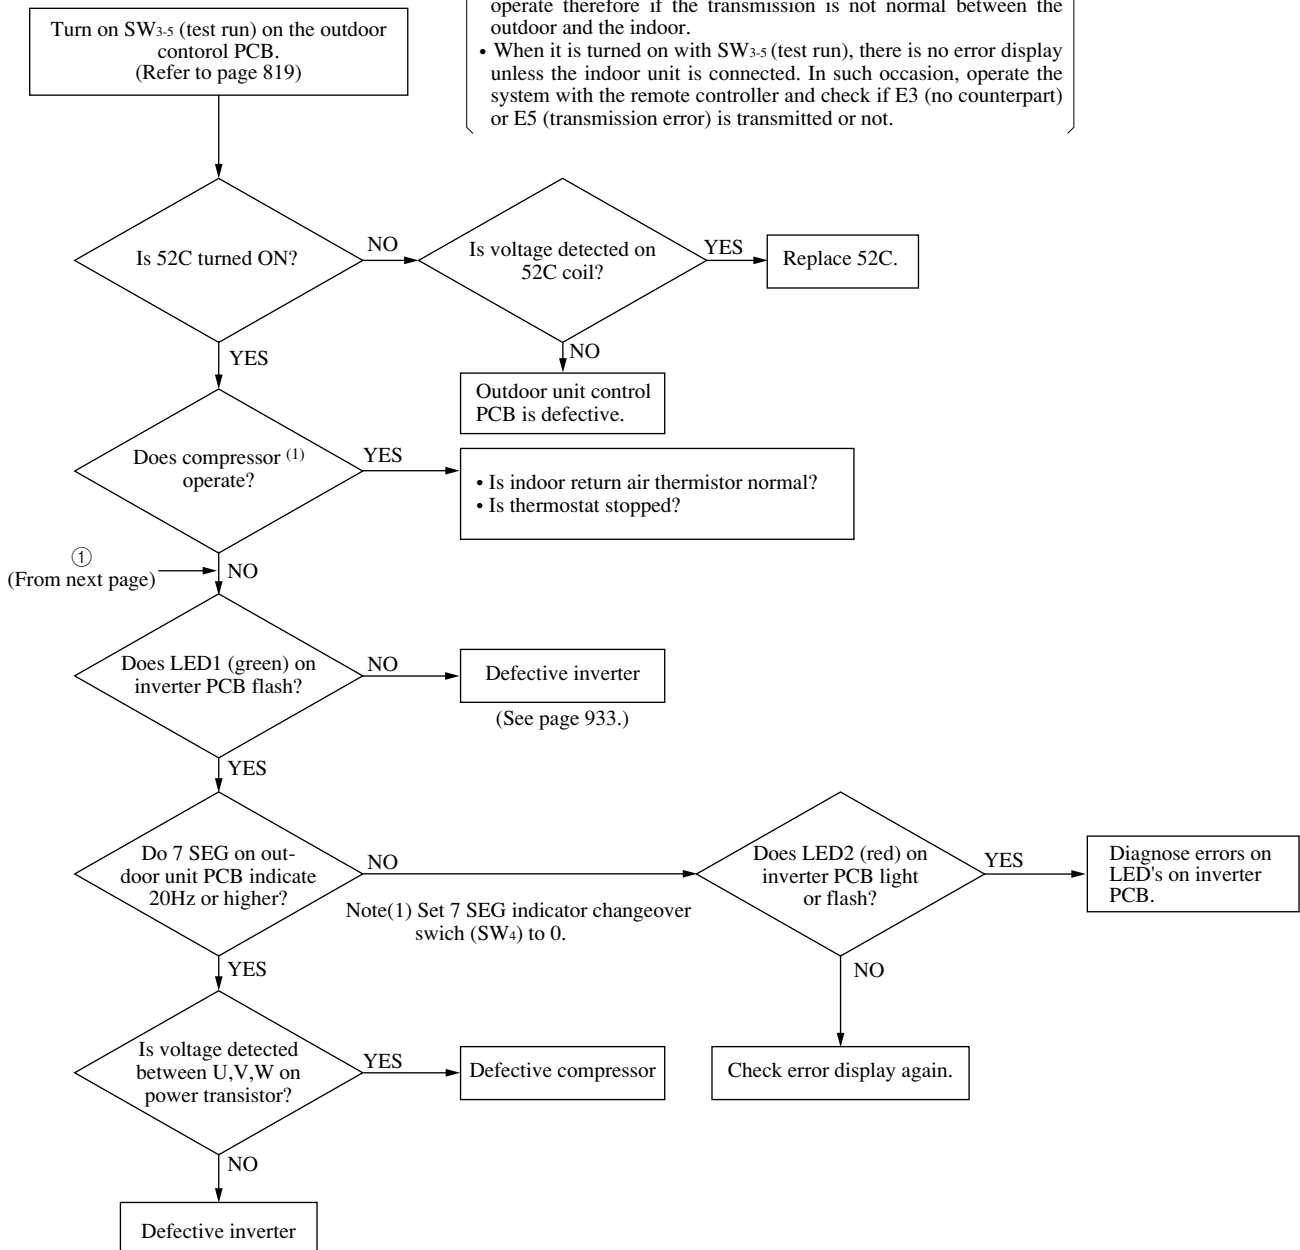 operate therefore if the transmission is not normal between the
outdoor and the indoor.
• When it is turned on with SW3-5 (test run), there is no error display
unless the indoor unit is connected. In such occasion, operate the
system with the remote controller and check if E3 (no counterpart)
or E5 (transmission error) is transmitted or not.
Turn on SW3-5 (test run) on the outdoor
contorol PCB.
(Refer to page 819)
Is 52C turned ON?
NO
Is voltage detected on
52C coil?
YES
Replace 52C.
NO
Outdoor unit control
PCB is defective.
YES
Does compressor (1)
operate?
YES
• Is indoor return air thermistor normal?
• Is thermostat stopped?
①
(From next page)
NO
Does LED1 (green) on
inverter PCB flash?
NO
Defective inverter
(See page 933.)
YES
Do 7 SEG on out-
door unit PCB indicate
20Hz or higher?
NO
Note(1) Set 7 SEG indicator changeover
swich (SW4) to 0.
Does LED2 (red) on
inverter PCB light
or flash?
YES
Diagnose errors on
LED's on inverter
PCB.
NO
Check error display again.
YES
Is voltage detected
between U,V,W on
power transistor?
YES
Defective compressor
NO
Defective inverter